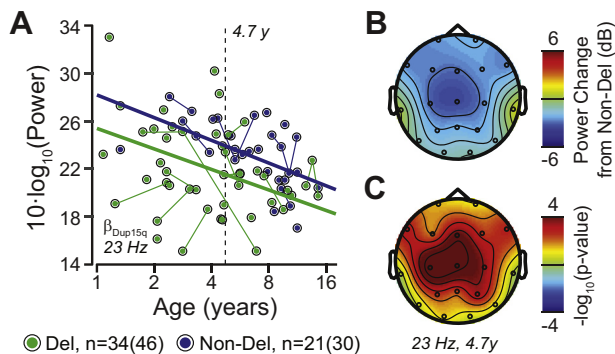 A
4.7 y
10·log₁₀(Power)
34
30
26
22
18
14
βDup15q
23 Hz
1
2
4
8
16
Age (years)
Del, n=34(46)
Non-Del, n=21(30)
B
6
-6
Power Change
from Non-Del (dB)
C
4
-4
-log₁₀(p-value)
23 Hz, 4.7y